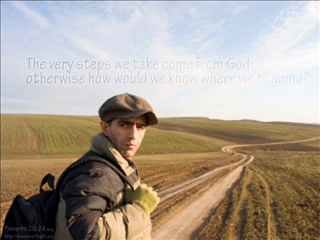 The very steps we take come from God;
otherwise how would we know where we're going?
Proverbs 20:24